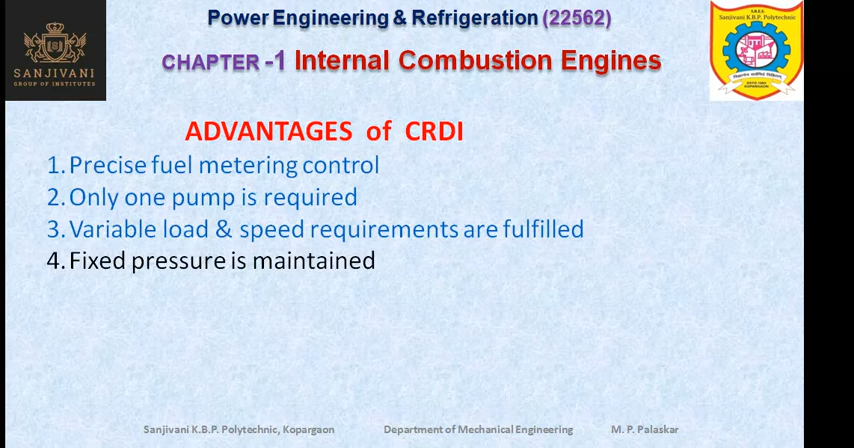 Power Engineering & Refrigeration (22562)
CHAPTER -1 Internal Combustion Engines
SANJIVANI
GROUP OF INSTITUTES
Sanjivani K.B.P. Polytechnic
ADVANTAGES of CRDI
1. Precise fuel metering control
2. Only one pump is required
3. Variable load & speed requirements are fulfilled
4. Fixed pressure is maintained
Sanjivani K.B.P. Polytechnic, Kopargaon Department of Mechanical Engineering M. P. Palaskar